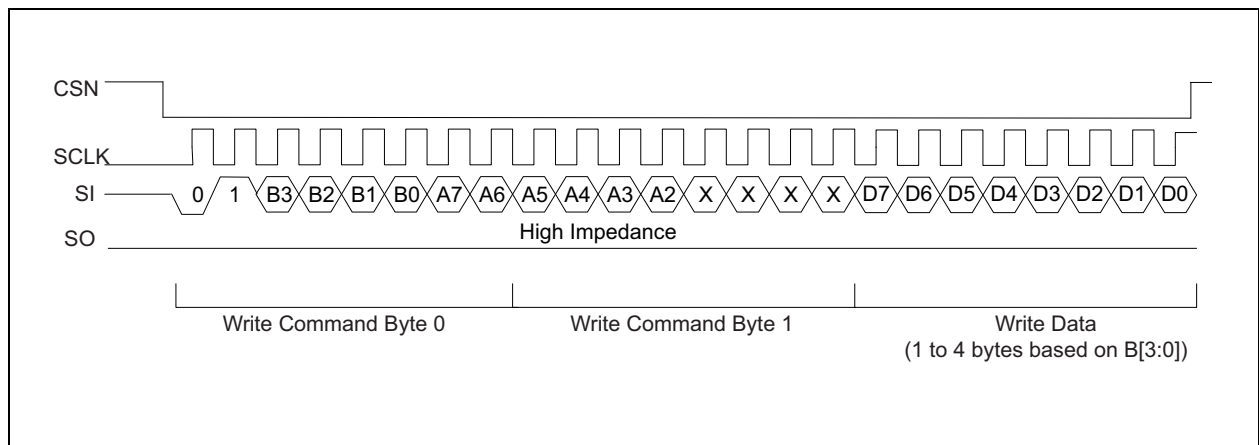 CSN
SCLK
SI 0 1 B3 B2 B1 B0 A7 A6 A5 A4 A3 A2 X X X X D7 D6 D5 D4 D3 D2 D1 D0
High Impedance
SO
Write Command Byte 0 Write Command Byte 1 Write Data
(1 to 4 bytes based on B[3:0])